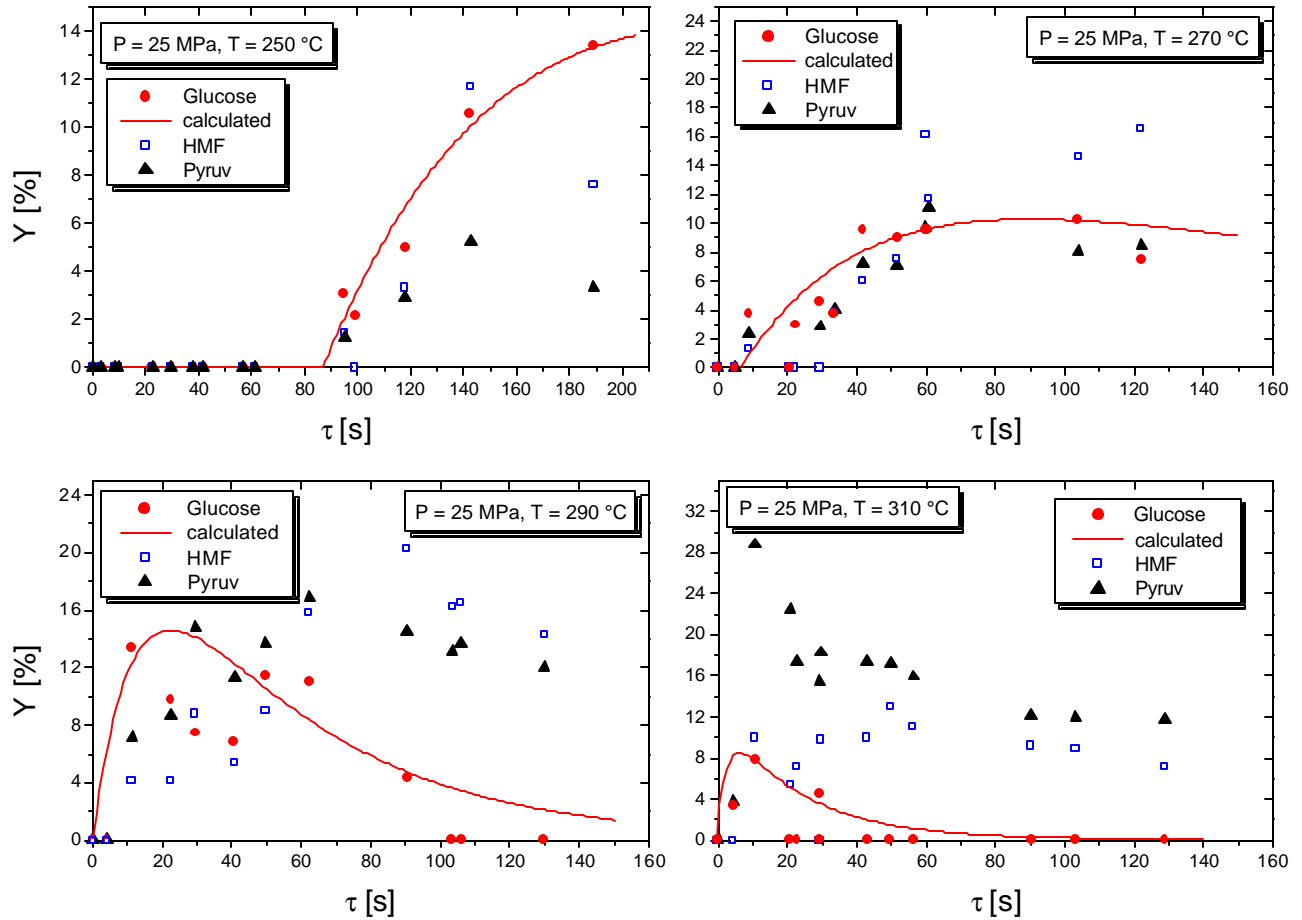 P = 25 MPa, T = 250 °C
Glucose
calculated
HMF
Pyruv
Y [%]
14
12
10
8
6
4
2
0
0 20 40 60 80 100 120 140 160 180 200
τ [s]
P = 25 MPa, T = 270 °C
Glucose
calculated
HMF
Pyruv
24
22
20
18
16
14
12
10
8
6
4
2
0
0 20 40 60 80 100 120 140 160
τ [s]
P = 25 MPa, T = 290 °C
Glucose
calculated
HMF
Pyruv
Y [%]
24
20
16
12
8
4
0
0 20 40 60 80 100 120 140 160
τ [s]
P = 25 MPa, T = 310 °C
Glucose
calculated
HMF
Pyruv
32
28
24
20
16
12
8
4
0
0 20 40 60 80 100 120 140 160
τ [s]